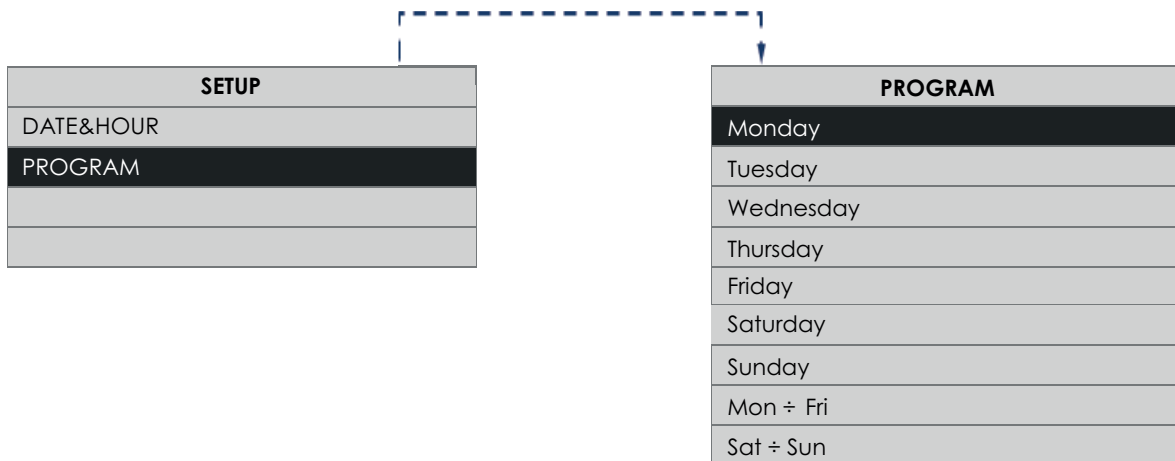 SETUP
DATE&HOUR
PROGRAM
PROGRAM
Monday
Tuesday
Wednesday
Thursday
Friday
Saturday
Sunday
Mon ÷ Fri
Sat ÷ Sun